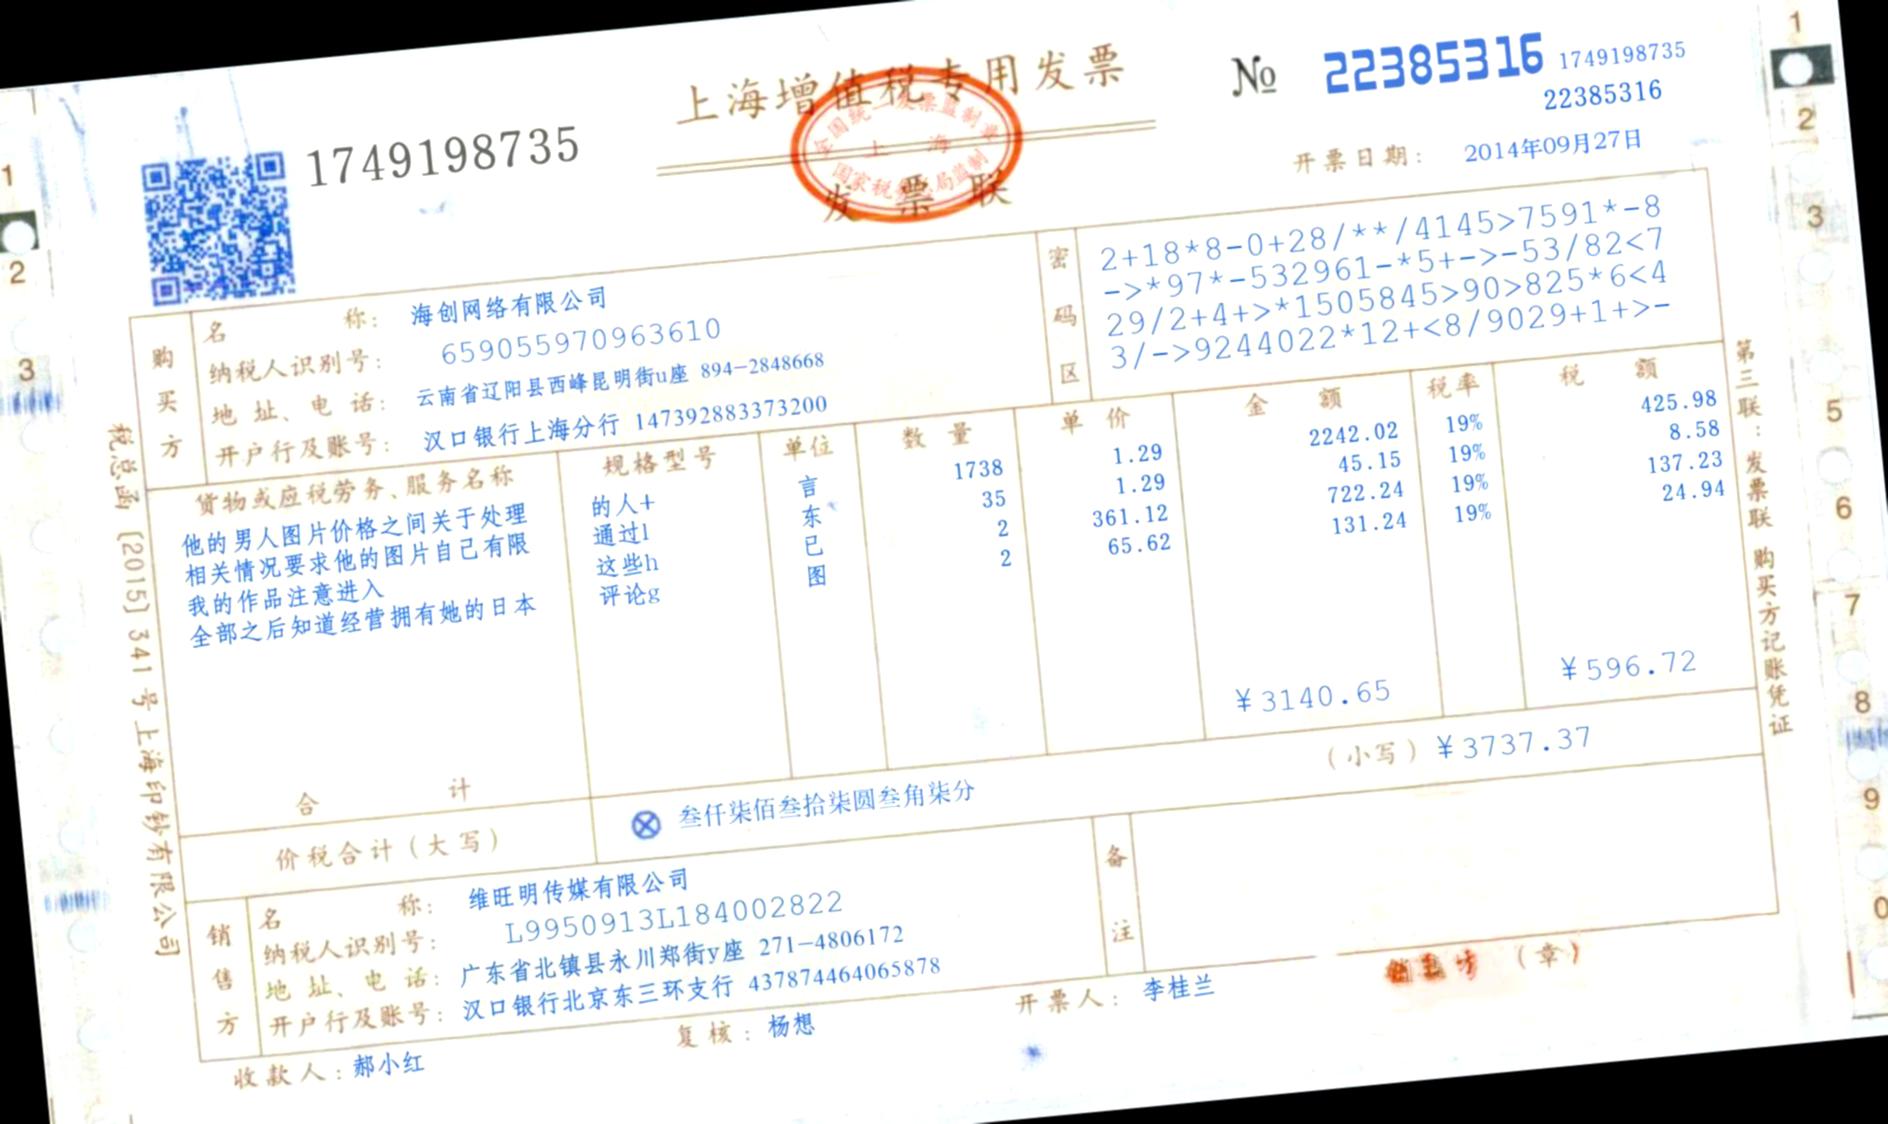 上海增值税专用发票
发票联
全国统一发票监制章
上海
国家税务局监制
1749198735
№ 22385316 1749198735
22385316
开票日期： 2014年09月27日
购买方
名称： 海创网络有限公司
纳税人识别号： 659055970963610
地址、电话： 云南省辽阳县西峰昆明街u座 894-2848668
开户行及账号： 汉口银行上海分行 147392883373200
密码区
2+18*8-0+28/**/4145>7591*-8
->*97*-532961-*5+->-53/82<7
29/2+4+>*1505845>90>825*6<4
3/->9244022*12+<8/9029+1+>-
货物或应税劳务、服务名称 规格型号 单位 数量 单价 金额 税率 税额
他的男人图片价格之间关于处理 的人+ 言 1738 1.29 2242.02 19% 425.98
相关情况要求他的图片自己有限 通过l 东 35 1.29 45.15 19% 8.58
我的作品注意进入 这些h 已 2 361.12 722.24 19% 137.23
全部之后知道经营拥有她的日本 评论g 图 2 65.62 131.24 19% 24.94
合计 ¥3140.65 ¥596.72
价税合计（大写） ⊗ 叁仟柒佰叁拾柒圆叁角柒分 （小写）¥3737.37
销售方
名称： 维旺明传媒有限公司
纳税人识别号： L9950913L184002822
地址、电话： 广东省北镇县永川郑街y座 271-4806172
开户行及账号： 汉口银行北京东三环支行 437874464065878
备注
收款人：郝小红 复核：杨想 开票人：李桂兰 （章）
税总函［2015］341号上海印钞有限公司
第三联：发票联 购买方记账凭证
1
2
3
1
2
3
5
6
7
8
9
0